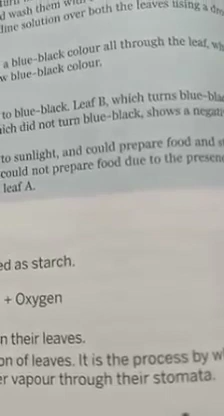 wash them with
dine solution over both the leaves using a
a blue-black colour all through the leaf,
w blue-black colour.
to blue-black. Leaf B, which turns blue-bla
ich did not turn blue-black, shows a negati
to sunlight, and could prepare food and
could not prepare food due to the presen
leaf A.
ed as starch.
+ Oxygen
n their leaves.
on of leaves. It is the process by w
er vapour through their stomata.